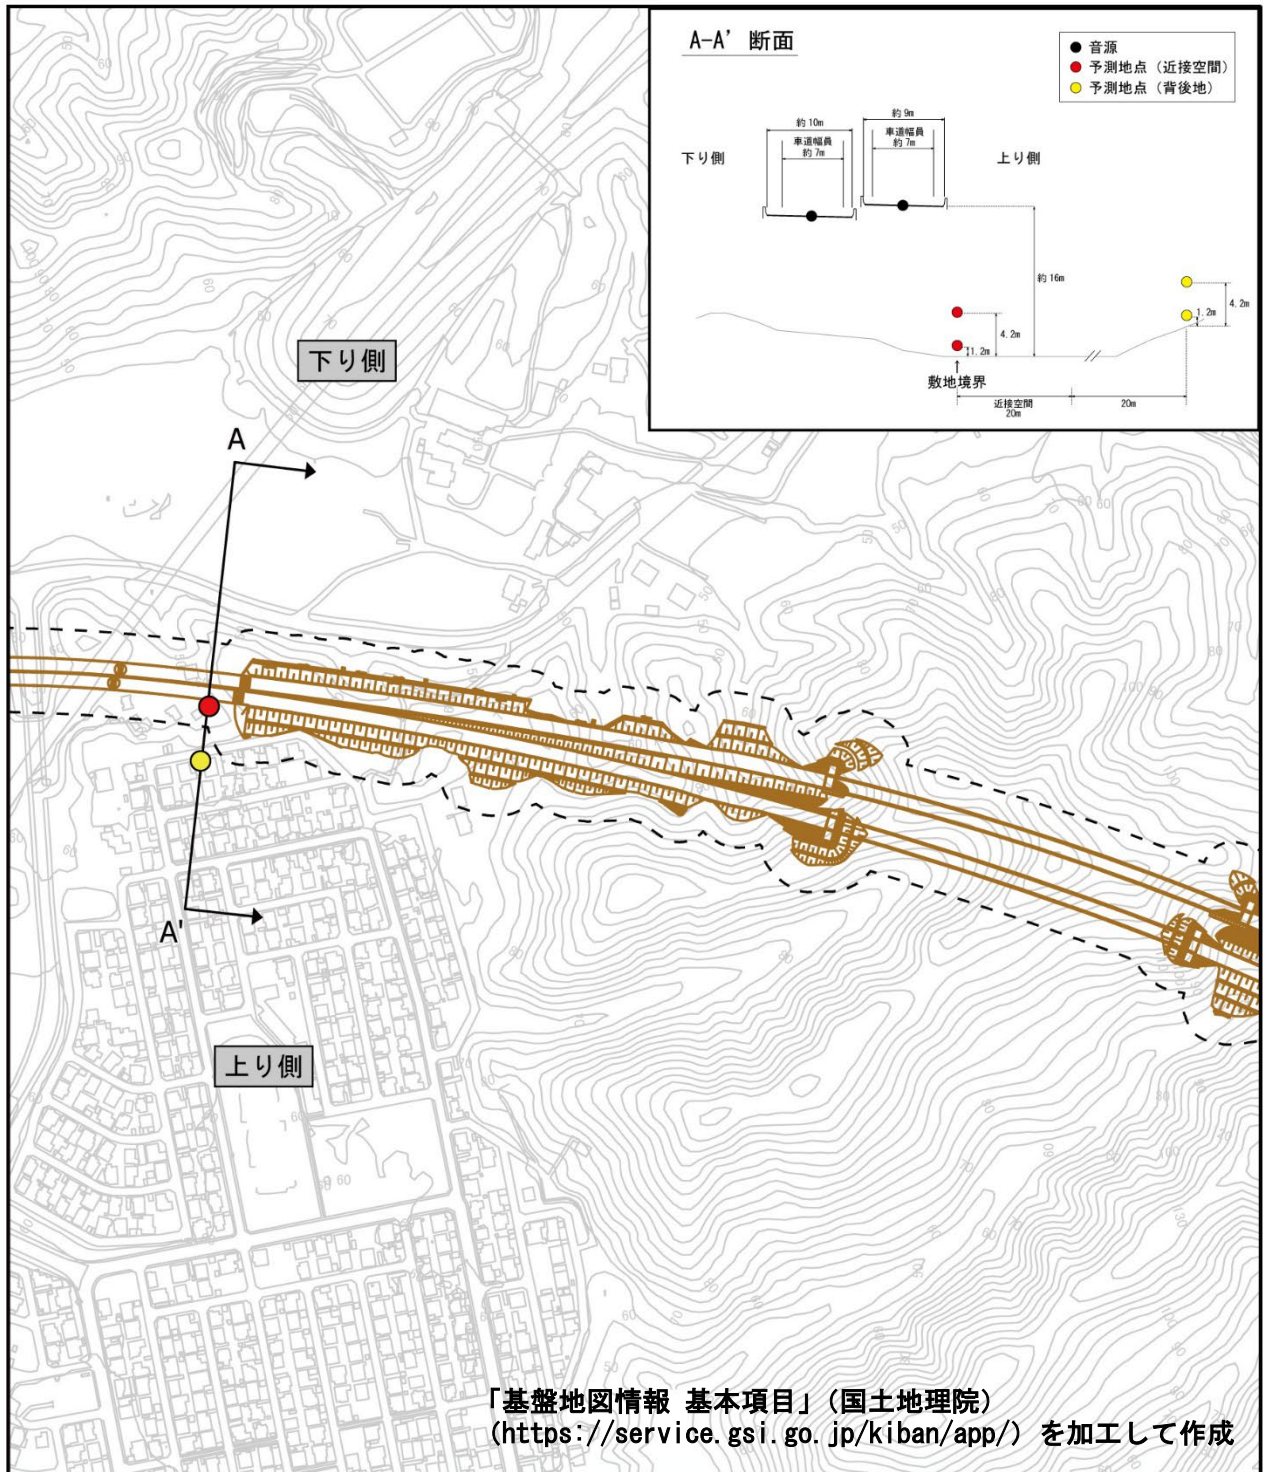 A-A' 断面
音源
予測地点（近接空間）
予測地点（背後地）
約10m
約9m
車道幅員
約7m
車道幅員
約7m
下り側
上り側
約16m
4.2m
1.2m
4.2m
1.2m
敷地境界
近接空間
20m
20m
下り側
A
A'
上り側
「基盤地図情報 基本項目」（国土地理院）
(https://service.gsi.go.jp/kiban/app/) を加工して作成